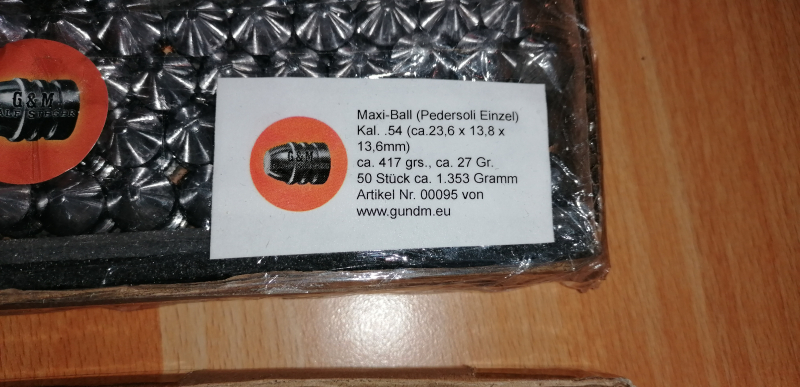 G&M
Maxi-Ball (Pedersoli Einzel)
Kal. .54 (ca.23,6 x 13,8 x
13,6mm)
ca. 417 grs., ca. 27 Gr.
50 Stück ca. 1.353 Gramm
Artikel Nr. 00095 von
www.gundm.eu
G & M